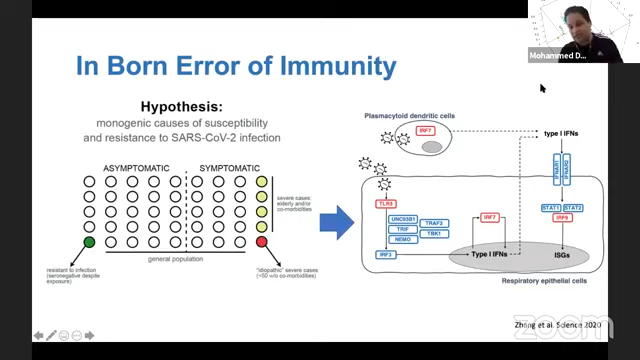 Mohammed D...
In Born Error of Immunity
Hypothesis:
monogenic causes of susceptibility
and resistance to SARS-CoV-2 infection
ASYMPTOMATIC
SYMPTOMATIC
severe cases:
elderly and/or
co-morbidities
general population
resistant to infection
(seronegative despite
exposure)
"idiopathic" severe cases
(<50 w/o co-morbidities)
Plasmacytoid dendritic cells
IRF7
type I IFNs
IFNAR1
IFNAR2
TLR3
UNC93B1
TRAF3
TRIF
TBK1
NEMO
IRF3
IRF7
STAT1
STAT2
IRF9
Type I IFNs
ISGs
Respiratory epithelial cells
Zhang et al. Science 2020
zoom